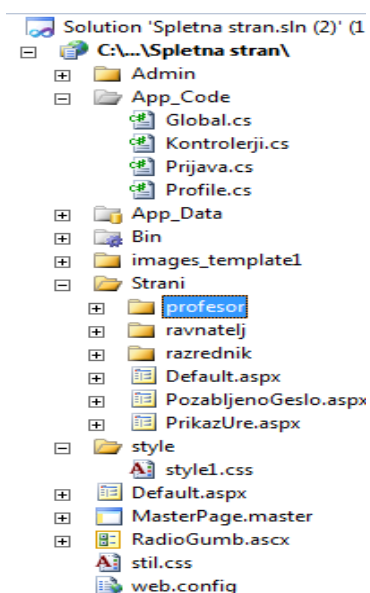 Solution 'Spletna stran.sln (2)' (1
C:\...\Spletna stran\
Admin
App_Code
Global.cs
Kontrolerji.cs
Prijava.cs
Profile.cs
App_Data
Bin
images_template1
Strani
profesor
ravnatelj
razrednik
Default.aspx
PozabljenoGeslo.aspx
PrikazUre.aspx
style
style1.css
Default.aspx
MasterPage.master
RadioGumb.ascx
stil.css
web.config